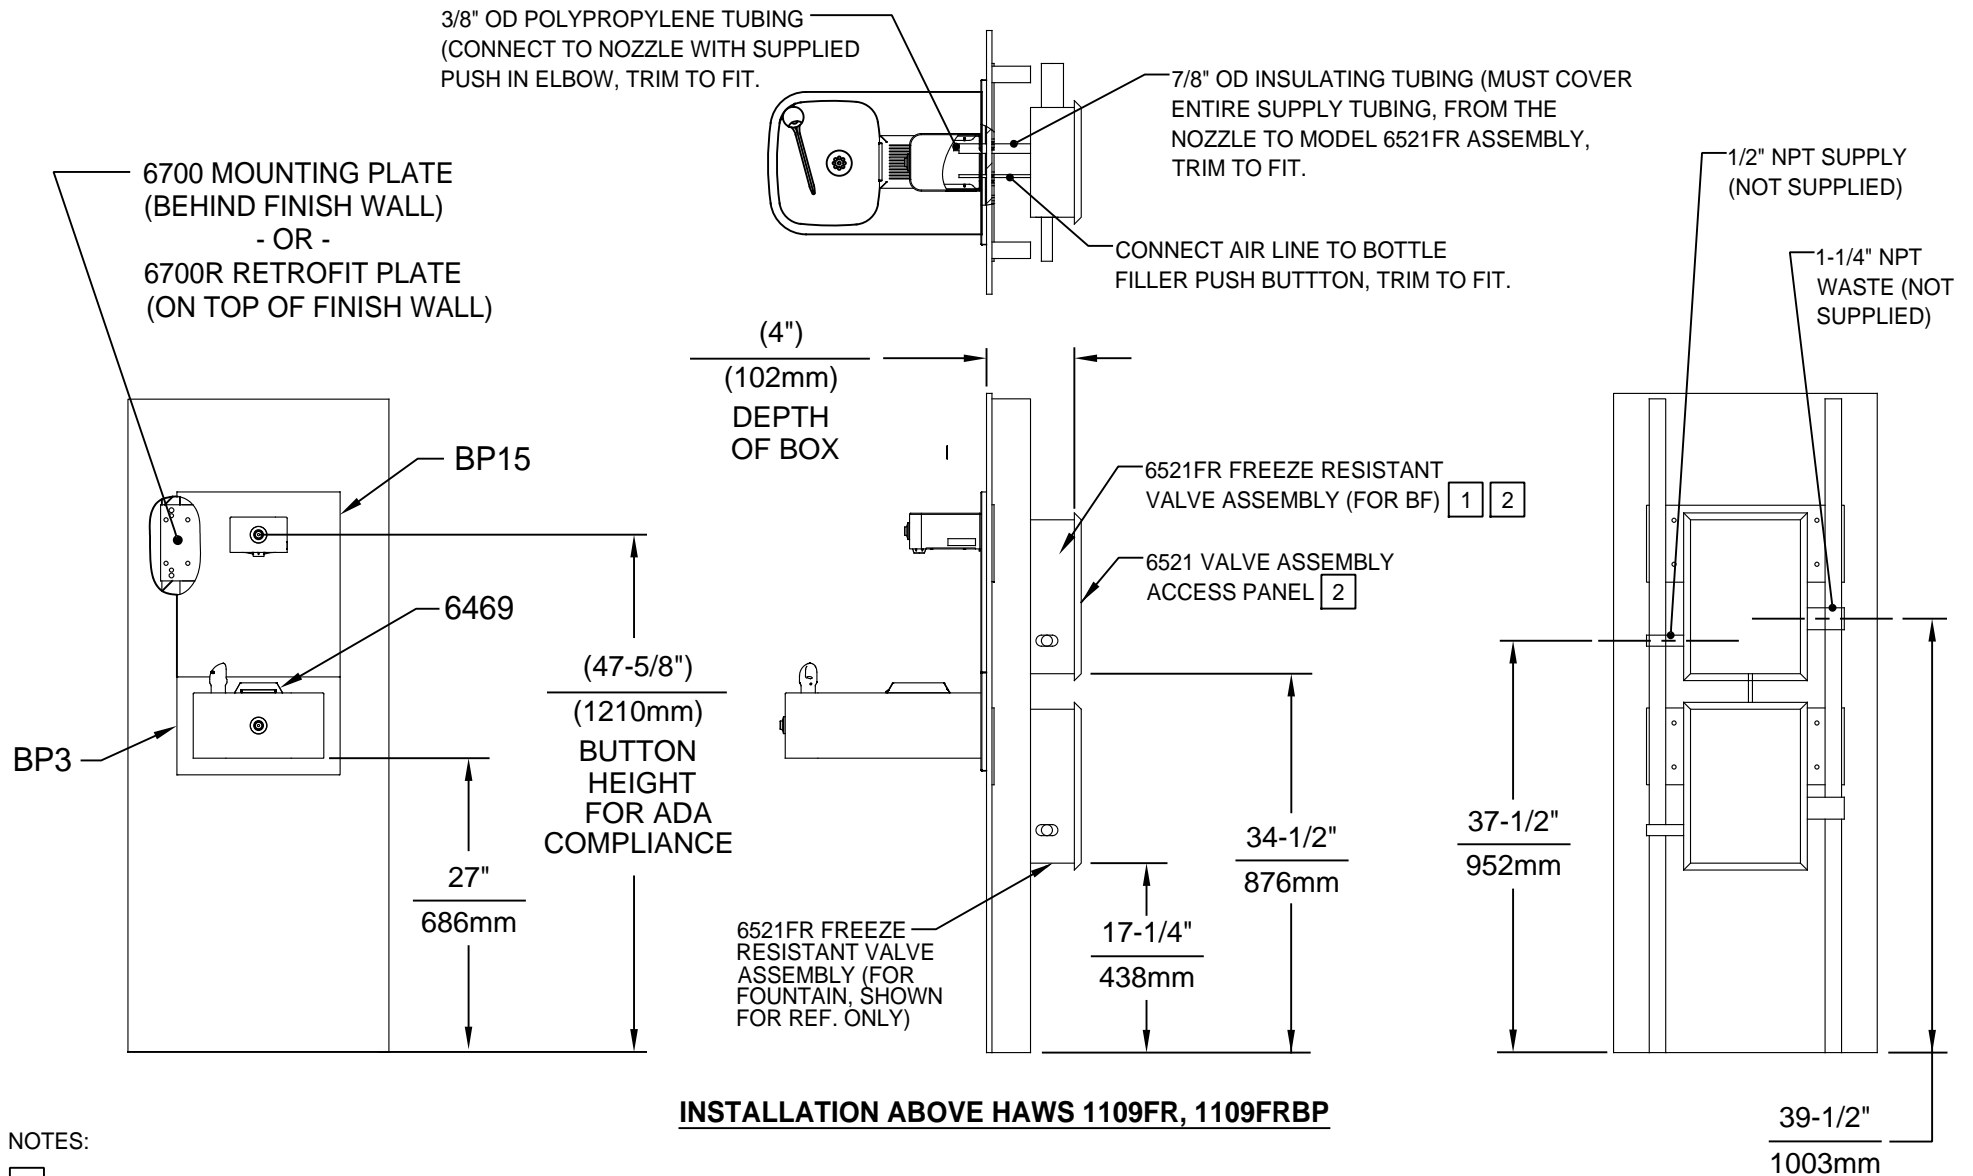 3/8" OD POLYPROPYLENE TUBING
(CONNECT TO NOZZLE WITH SUPPLIED
PUSH IN ELBOW, TRIM TO FIT.
7/8" OD INSULATING TUBING (MUST COVER
ENTIRE SUPPLY TUBING, FROM THE
NOZZLE TO MODEL 6521FR ASSEMBLY,
TRIM TO FIT.
1/2" NPT SUPPLY
(NOT SUPPLIED)
6700 MOUNTING PLATE
(BEHIND FINISH WALL)
- OR -
6700R RETROFIT PLATE
(ON TOP OF FINISH WALL)
CONNECT AIR LINE TO BOTTLE
FILLER PUSH BUTTTON, TRIM TO FIT.
1-1/4" NPT
WASTE (NOT
SUPPLIED)
(4")
(102mm)
DEPTH
OF BOX
BP15
6521FR FREEZE RESISTANT
VALVE ASSEMBLY (FOR BF) 1 2
6521 VALVE ASSEMBLY
ACCESS PANEL 2
6469
(47-5/8")
(1210mm)
BUTTON
HEIGHT
FOR ADA
COMPLIANCE
BP3
27"
686mm
34-1/2"
876mm
37-1/2"
952mm
6521FR FREEZE
RESISTANT VALVE
ASSEMBLY (FOR
FOUNTAIN, SHOWN
FOR REF. ONLY)
17-1/4"
438mm
INSTALLATION ABOVE HAWS 1109FR, 1109FRBP
39-1/2"
1003mm
NOTES: